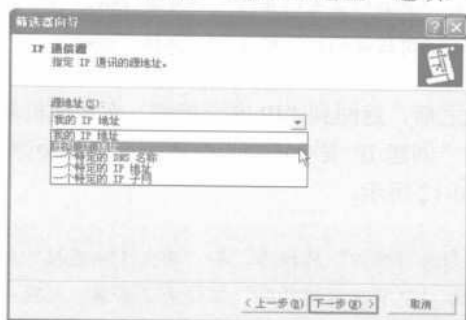 筛选器向导
IP 通信源
指定 IP 通讯的源地址。
源地址(S)
我的 IP 地址
我的 IP 地址
任何 IP 地址
一个特定的 DNS 名称
一个特定的 IP 地址
一个特定的 IP 子网
<上一步(B)
下一步(N) >
取消